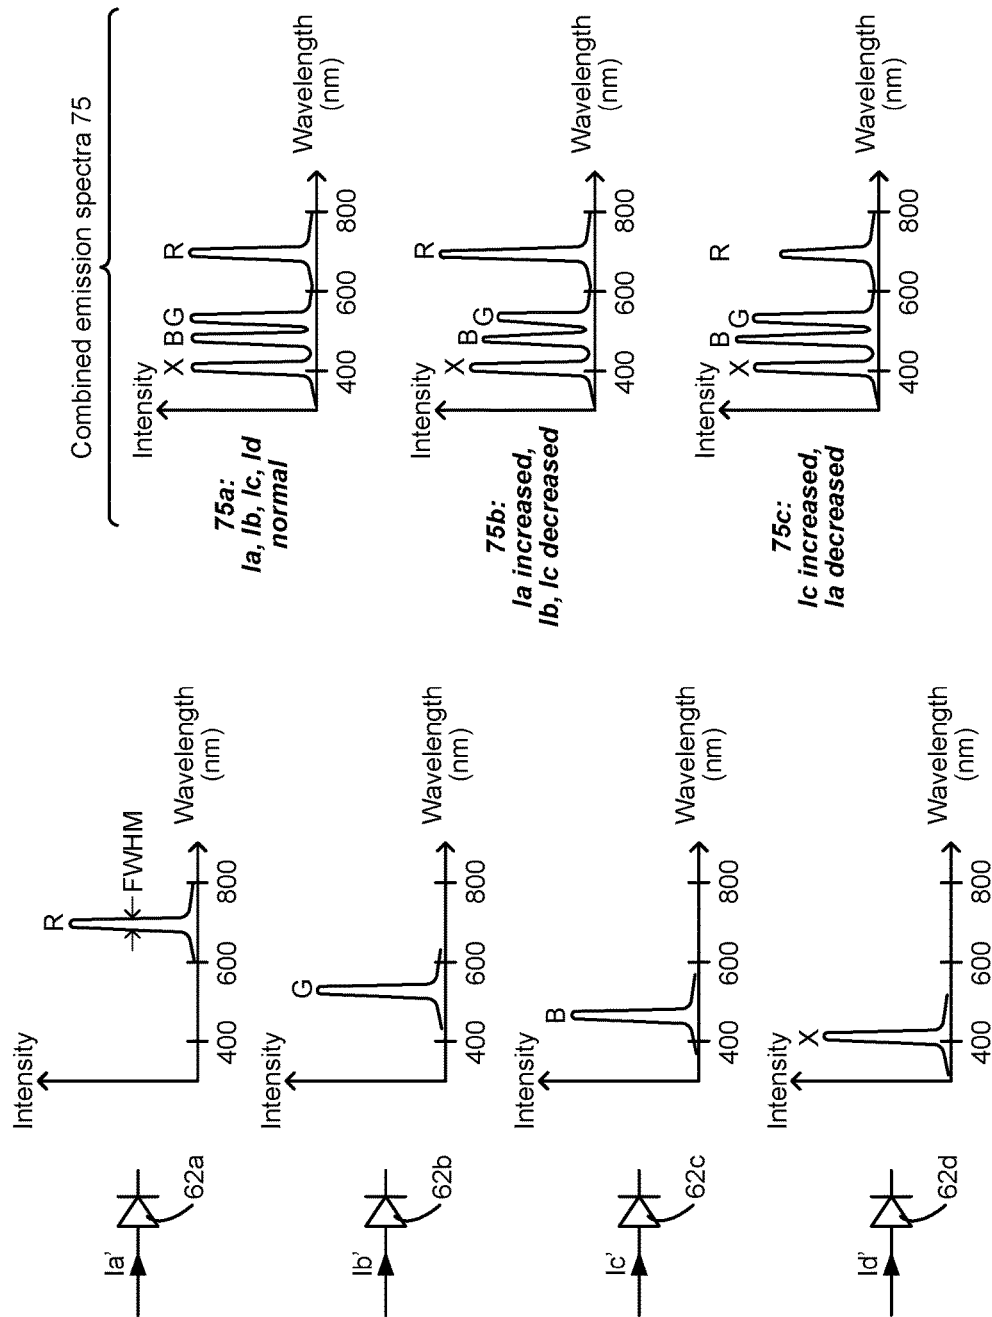 Ia'
62a
Intensity
R
FWHM
400
600
800
Wavelength
(nm)
Ib'
62b
Intensity
G
400
600
800
Wavelength
(nm)
Ic'
62c
Intensity
B
400
600
800
Wavelength
(nm)
Id'
62d
Intensity
X
400
600
800
Wavelength
(nm)
Combined emission spectra 75
75a:
Ia, Ib, Ic, Id
normal
Intensity
X B G R
400
600
800
Wavelength
(nm)
75b:
Ia increased,
Ib, Ic decreased
Intensity
X B G R
400
600
800
Wavelength
(nm)
75c:
Ic increased,
Ia decreased
Intensity
X B G R
400
600
800
Wavelength
(nm)